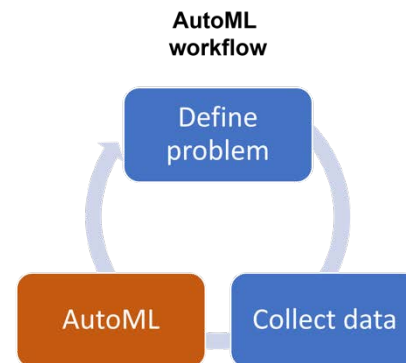 AutoML
workflow
Define
problem
AutoML
Collect data